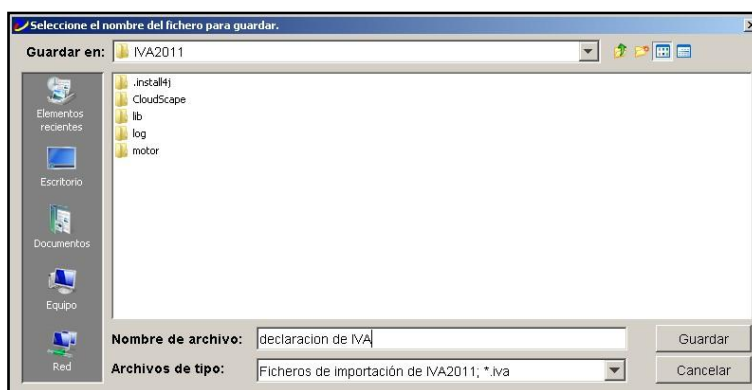 Seleccione el nombre del fichero para guardar.
Guardar en: IVA2011
Elementos recientes
Escritorio
Documentos
Equipo
Red
.install4j
CloudScape
lib
log
motor
Nombre de archivo: declaracion de IVA Guardar
Archivos de tipo: Ficheros de importación de IVA2011; *.iva Cancelar